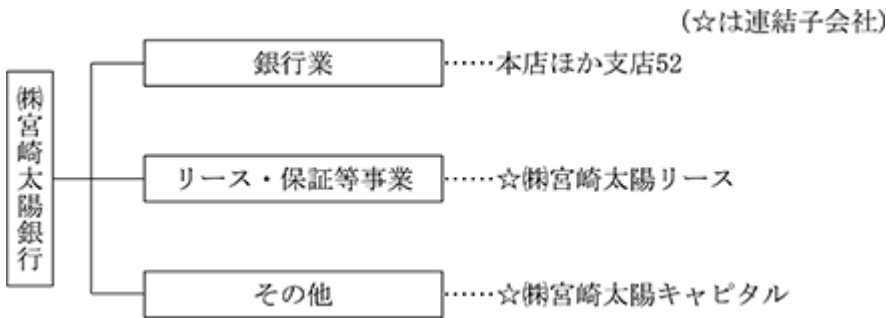 (☆は連結子会社)
㈱宮崎太陽銀行
銀行業……本店ほか支店52
リース・保証等事業……☆㈱宮崎太陽リース
その他……☆㈱宮崎太陽キャピタル